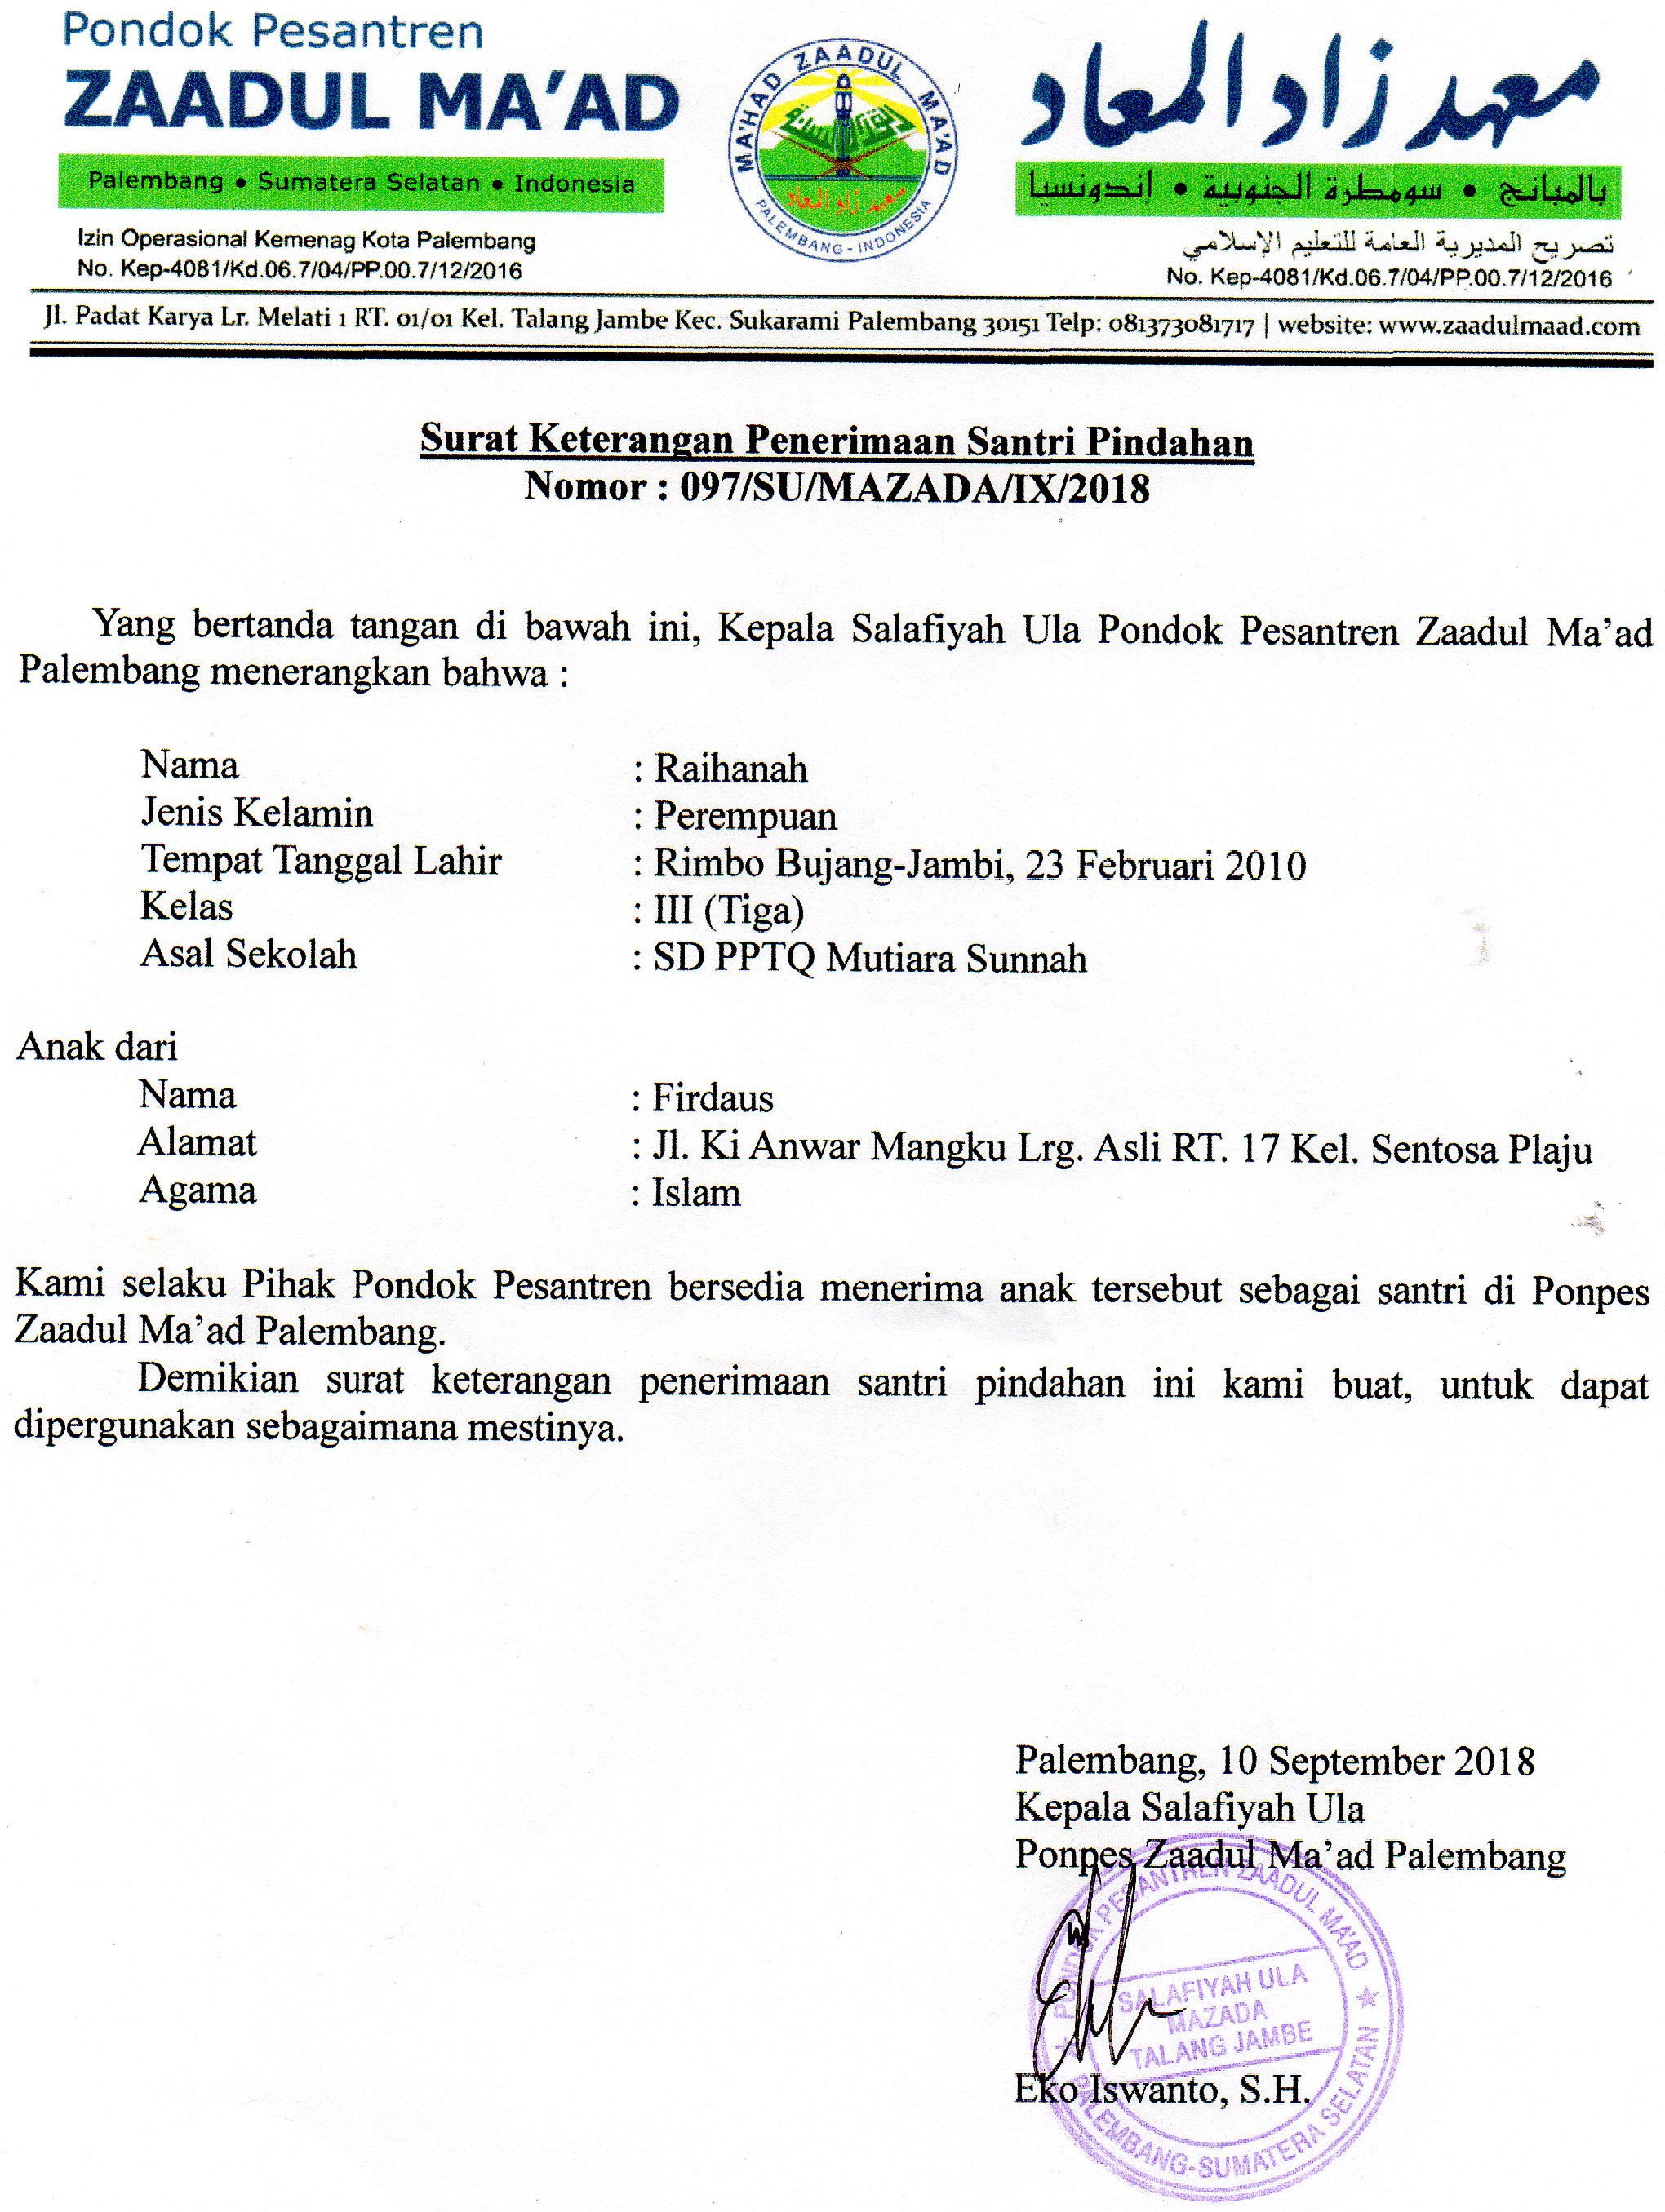 Pondok Pesantren
ZAADUL MA'AD
Palembang • Sumatera Selatan • Indonesia
Izin Operasional Kemenag Kota Palembang
No. Kep-4081/Kd.06.7/04/PP.00.7/12/2016
MA'HAD ZAADUL MA'AD
معهد زاد المعاد
PALEMBANG - INDONESIA
معهد زاد المعاد
بالمبانج • سومطرة الجنوبية • إندونسيا
تصريح المديرية العامة للتعليم الإسلامي
No. Kep-4081/Kd.06.7/04/PP.00.7/12/2016
Jl. Padat Karya Lr. Melati 1 RT. 01/01 Kel. Talang Jambe Kec. Sukarami Palembang 30151 Telp: 081373081717 | website: www.zaadulmaad.com
Surat Keterangan Penerimaan Santri Pindahan
Nomor : 097/SU/MAZADA/IX/2018
Yang bertanda tangan di bawah ini, Kepala Salafiyah Ula Pondok Pesantren Zaadul Ma'ad
Palembang menerangkan bahwa :
Nama : Raihanah
Jenis Kelamin : Perempuan
Tempat Tanggal Lahir : Rimbo Bujang-Jambi, 23 Februari 2010
Kelas : III (Tiga)
Asal Sekolah : SD PPTQ Mutiara Sunnah
Anak dari
Nama : Firdaus
Alamat : Jl. Ki Anwar Mangku Lrg. Asli RT. 17 Kel. Sentosa Plaju
Agama : Islam
Kami selaku Pihak Pondok Pesantren bersedia menerima anak tersebut sebagai santri di Ponpes
Zaadul Ma'ad Palembang.
Demikian surat keterangan penerimaan santri pindahan ini kami buat, untuk dapat
dipergunakan sebagaimana mestinya.
Palembang, 10 September 2018
Kepala Salafiyah Ula
Ponpes Zaadul Ma'ad Palembang
PONDOK PESANTREN ZAADUL MA'AD
SALAFIYAH ULA
MAZADA
TALANG JAMBE
PALEMBANG-SUMATERA SELATAN
Eko Iswanto, S.H.